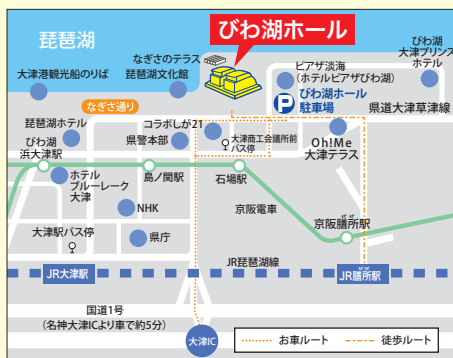 琵琶湖
びわ湖ホール
なぎさのテラス
琵琶湖文化館
大津港観光船のりば
ピアザ淡海
(ホテルピアザびわ湖)
びわ湖
大津プリンス
ホテル
P
びわ湖ホール
駐車場
県道大津草津線
なぎさ通り
琵琶湖ホテル
コラボしが21
県警本部
大津商工会議所前
バス停
Oh!Me
大津テラス
びわ湖
浜大津駅
島ノ関駅
石場駅
ホテル
ブルーレーク
大津
NHK
京阪電車
ぜぜ
京阪膳所駅
大津駅バス停
県庁
JR琵琶湖線
JR大津駅
ぜぜ
JR膳所駅
国道1号
(名神大津ICより車で約5分)
大津IC
お車ルート
徒歩ルート